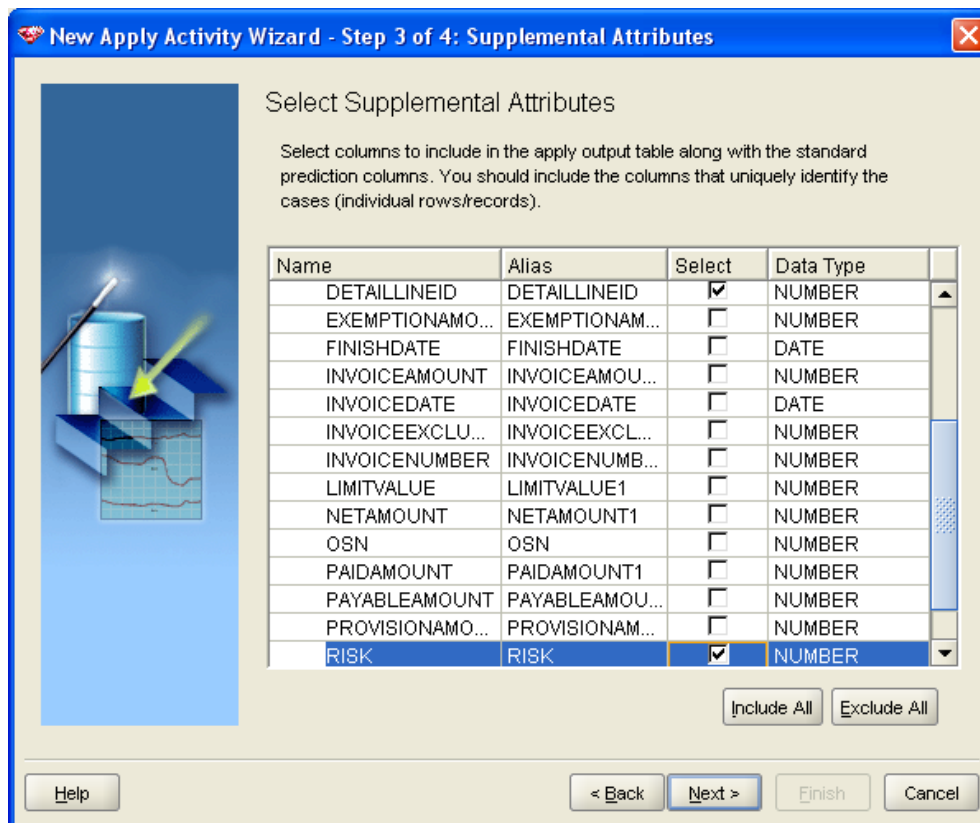 New Apply Activity Wizard - Step 3 of 4: Supplemental Attributes
Select Supplemental Attributes
Select columns to include in the apply output table along with the standard
prediction columns. You should include the columns that uniquely identify the
cases (individual rows/records).
Name Alias Select Data Type
DETAILLINEID DETAILLINEID NUMBER
EXEMPTIONAMO... EXEMPTIONAM... NUMBER
FINISHDATE FINISHDATE DATE
INVOICEAMOUNT INVOICEAMOU... NUMBER
INVOICEDATE INVOICEDATE DATE
INVOICEEXCLU... INVOICEEXCL... NUMBER
INVOICENUMBER INVOICENUMB... NUMBER
LIMITVALUE LIMITVALUE1 NUMBER
NETAMOUNT NETAMOUNT1 NUMBER
OSN OSN NUMBER
PAIDAMOUNT PAIDAMOUNT1 NUMBER
PAYABLEAMOUNT PAYABLEAMOU... NUMBER
PROVISIONAMO... PROVISIONAM... NUMBER
RISK RISK NUMBER
Include All Exclude All
Help < Back Next > Finish Cancel